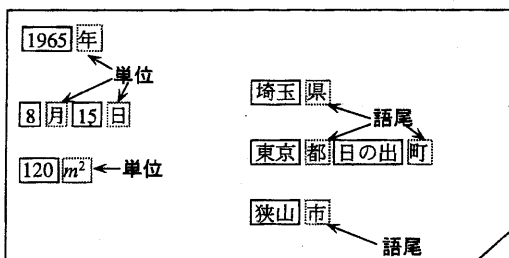 1965 年
単位
8 月 15 日
120 m²
単位
埼玉 県
語尾
東京 都 日の出 町
狭山 市
語尾